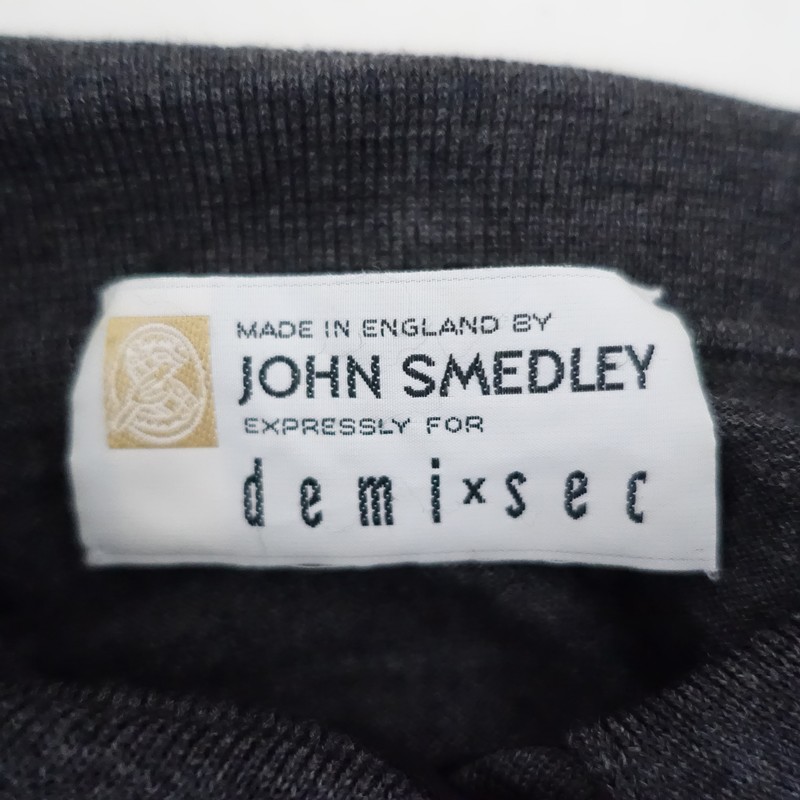 MADE IN ENGLAND BY
JOHN SMEDLEY
EXPRESSLY FOR
demi×sec